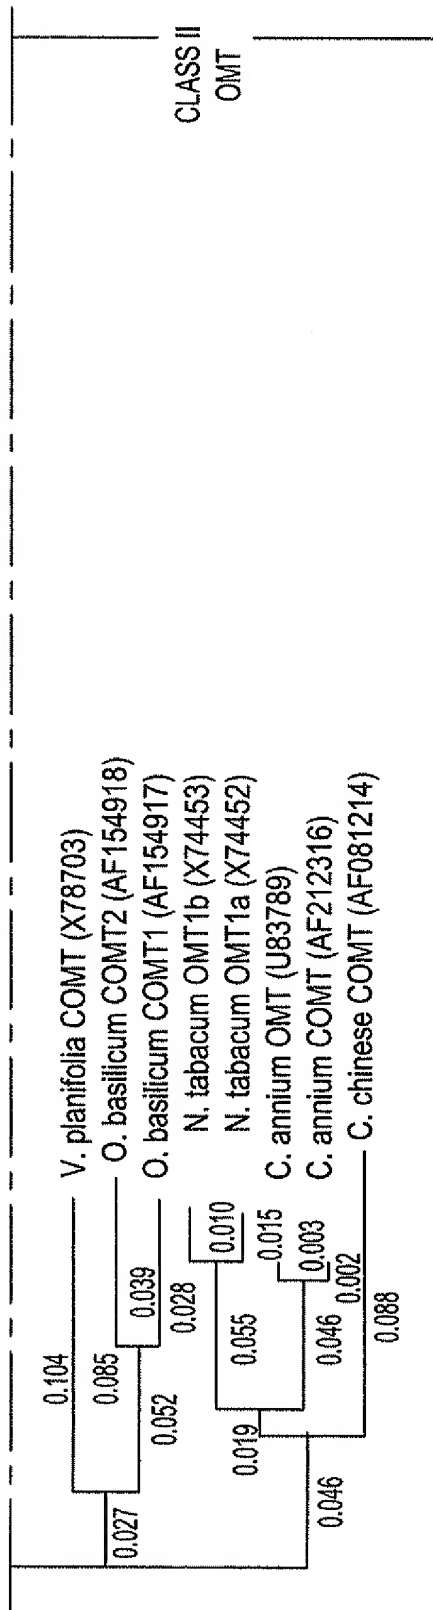 CLASS II
OMT
V. planifolia COMT (X78703)
O. basilicum COMT2 (AF154918)
O. basilicum COMT1 (AF154917)
N. tabacum OMT1b (X74453)
N. tabacum OMT1a (X74452)
C. annium OMT (U83789)
C. annium COMT (AF212316)
C. chinese COMT (AF081214)
0.104
0.085
0.039
0.028
0.052
0.027
0.010
0.055
0.015
0.003
0.002
0.046
0.019
0.088
0.046